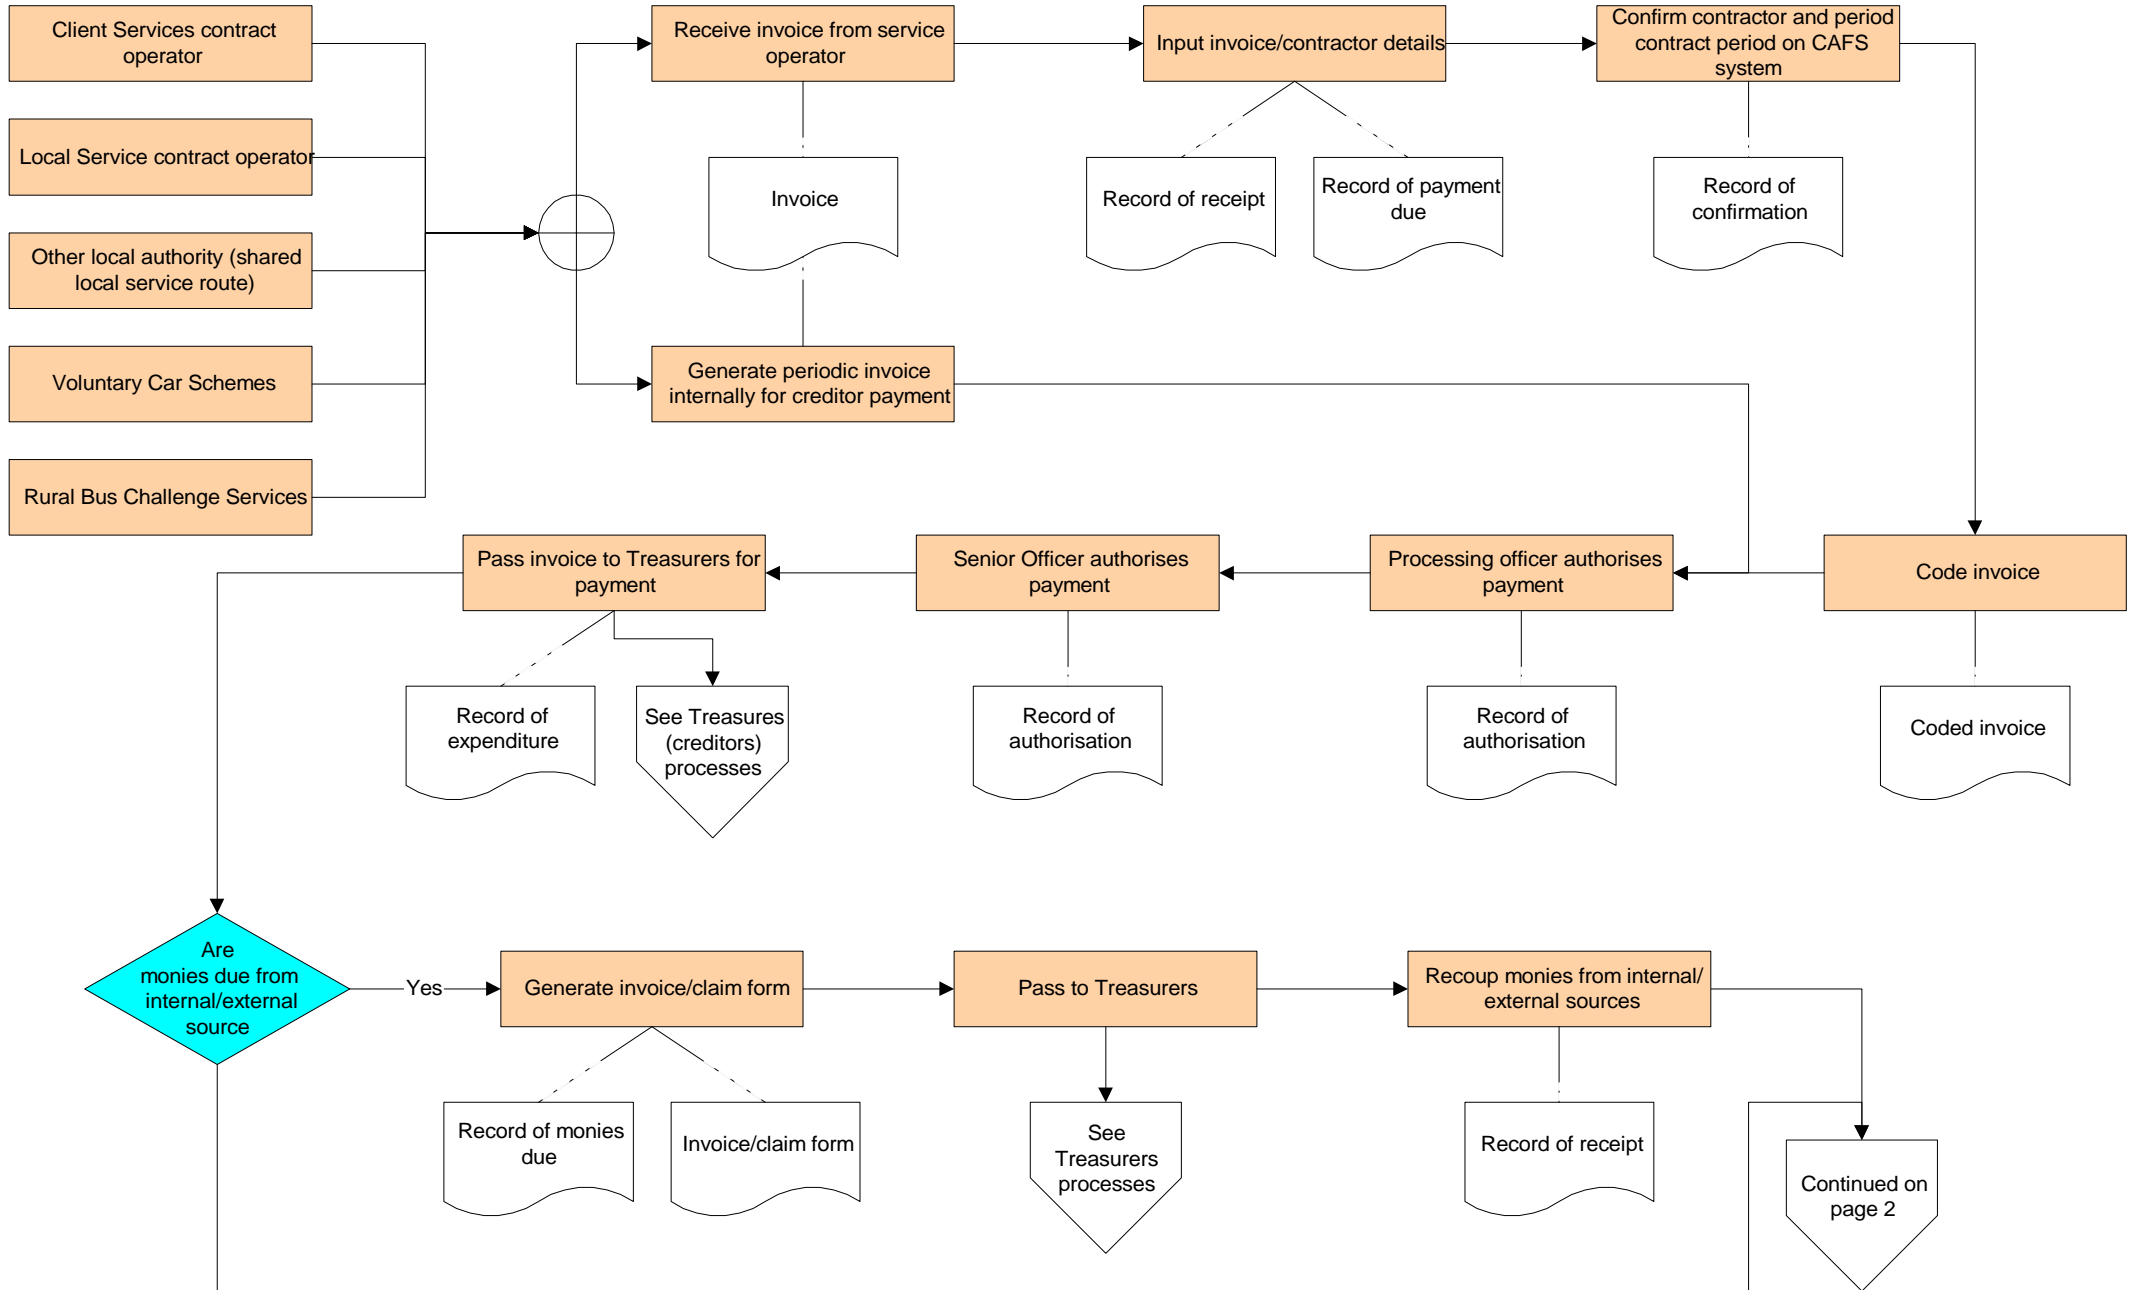 Client Services contract
operator
Receive invoice from service
operator
Input invoice/contractor details
Confirm contractor and period
contract period on CAFS
system
Local Service contract operator
Invoice
Record of receipt
Record of payment
due
Record of
confirmation
Other local authority (shared
local service route)
Voluntary Car Schemes
Generate periodic invoice
internally for creditor payment
Rural Bus Challenge Services
Pass invoice to Treasurers for
payment
Senior Officer authorises
payment
Processing officer authorises
payment
Code invoice
Record of
expenditure
See Treasures
(creditors)
processes
Record of
authorisation
Record of
authorisation
Coded invoice
Are
monies due from
internal/external
source
Yes
Generate invoice/claim form
Pass to Treasurers
Recoup monies from internal/
external sources
Record of monies
due
Invoice/claim form
See
Treasurers
processes
Record of receipt
Continued on
page 2